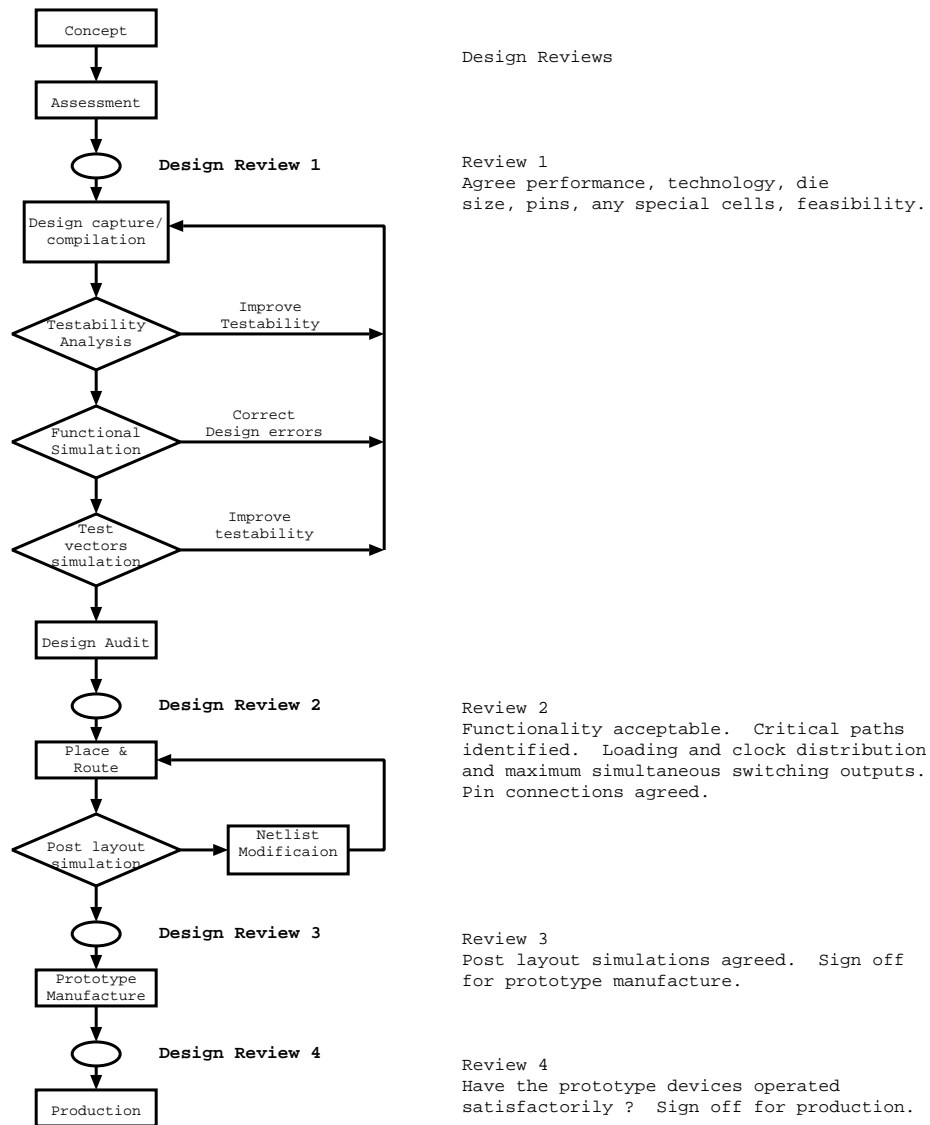 Concept
Design Reviews
Assessment
Design Review 1
Review 1
Agree performance, technology, die
size, pins, any special cells, feasibility.
Design capture/
compilation
Testability
Analysis
Improve
Testability
Functional
Simulation
Correct
Design errors
Test
vectors
simulation
Improve
testability
Design Audit
Design Review 2
Review 2
Functionality acceptable.  Critical paths
identified.  Loading and clock distribution
and maximum simultaneous switching outputs.
Pin connections agreed.
Place &
Route
Post layout
simulation
Netlist
Modificaion
Design Review 3
Review 3
Post layout simulations agreed.  Sign off
for prototype manufacture.
Prototype
Manufacture
Design Review 4
Review 4
Have the prototype devices operated
satisfactorily ?  Sign off for production.
Production